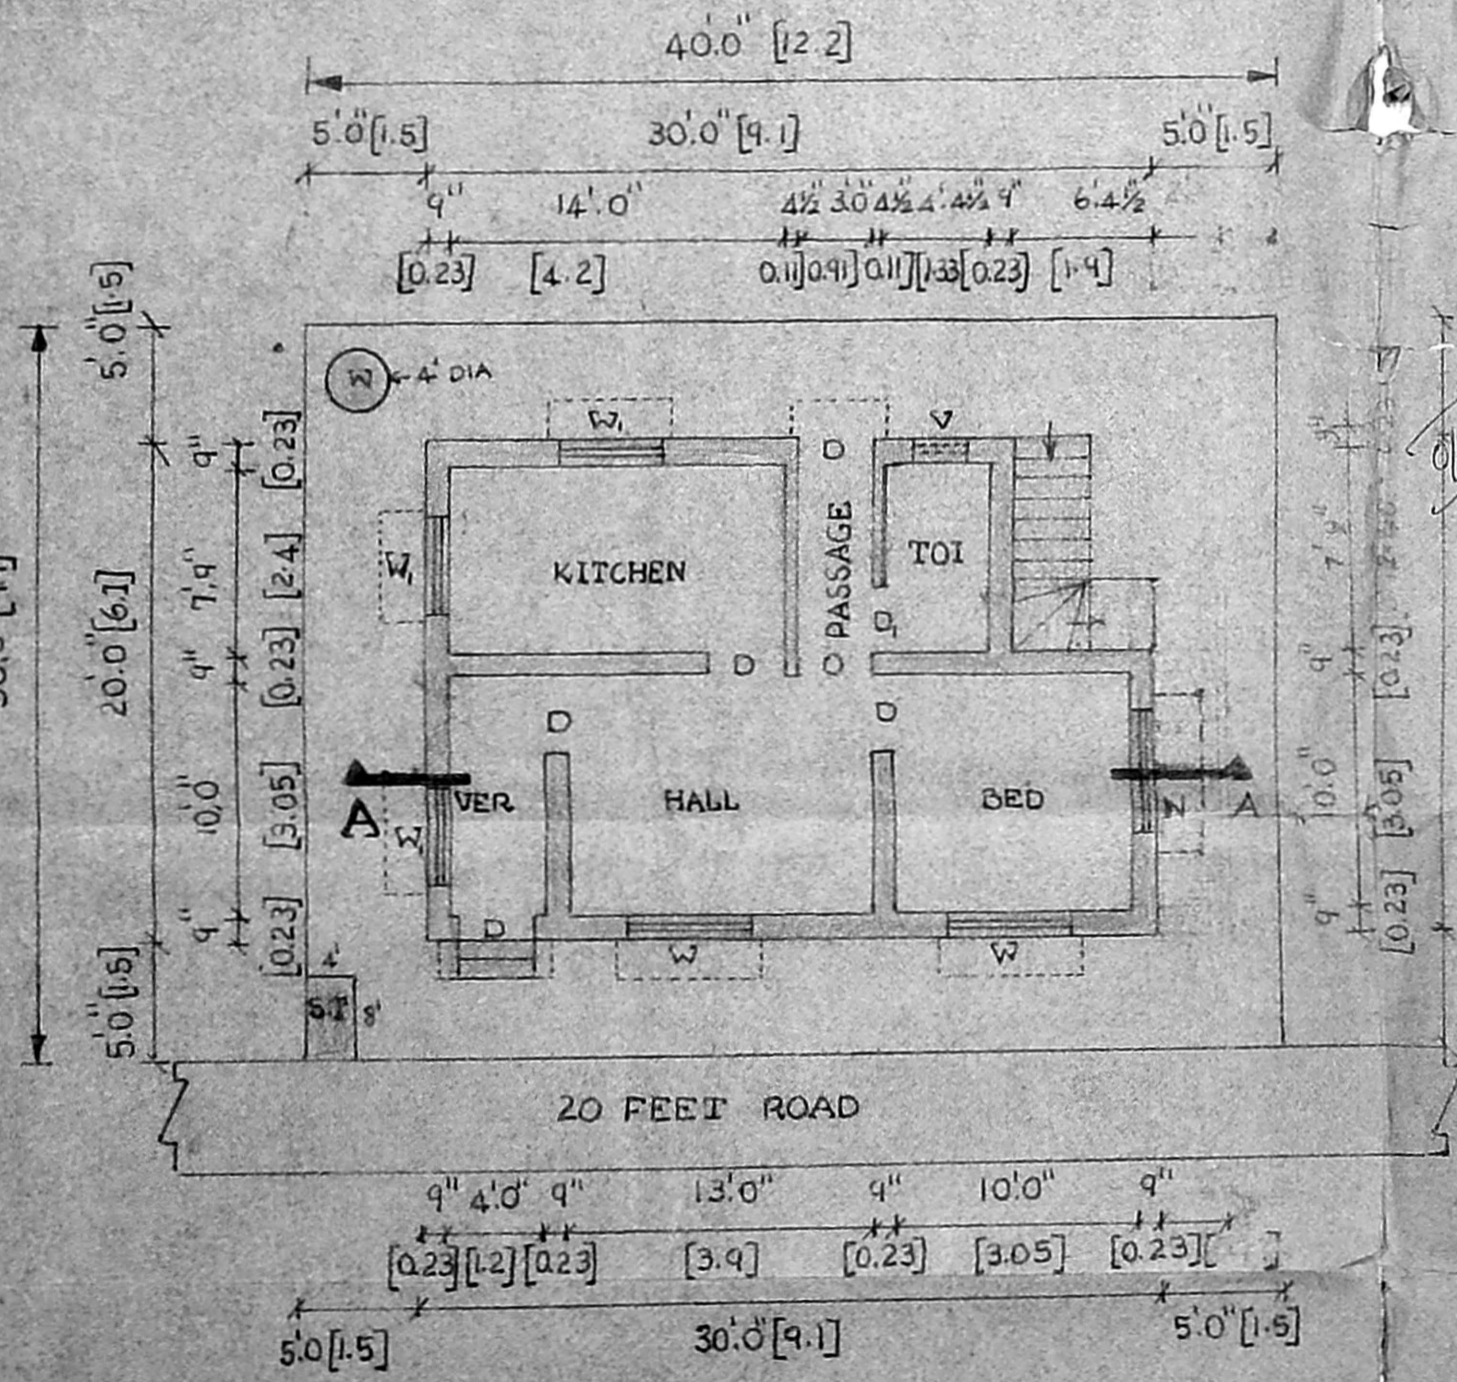 40'.0" [12.2]
5'.0" [1.5] 30'.0" [9.1] 5'.0" [1.5]
9" 14'.0" 4½" 3'.0 4½" 4'.4½ 9" 6'.4½"
[0.23] [4.2] 0.11] 0.91] 0.11] [1.33 [0.23] [1.9]
5'.0" [1.5]
W 4' DIA
9" [0.23]
W₁ D V
20'.0" [6.1]
7'.9" [2.4]
W₁ KITCHEN PASSAGE TOI
D₁
9" [0.23]
D D
9" [0.23]
D D
10'.0" [3.05]
A VER HALL BED A
W₁
10'.0" [3.05]
9" [0.23]
D
W W
9" [0.23]
5'.0" [1.5]
4'
S.T 8'
20 FEET ROAD
9" 4'.0" 9" 13'.0" 9" 10'.0" 9"
[0.23] [1.2] [0.23] [3.9] [0.23] [3.05] [0.23]
5'.0 [1.5] 30'.0" [9.1] 5'.0" [1.5]